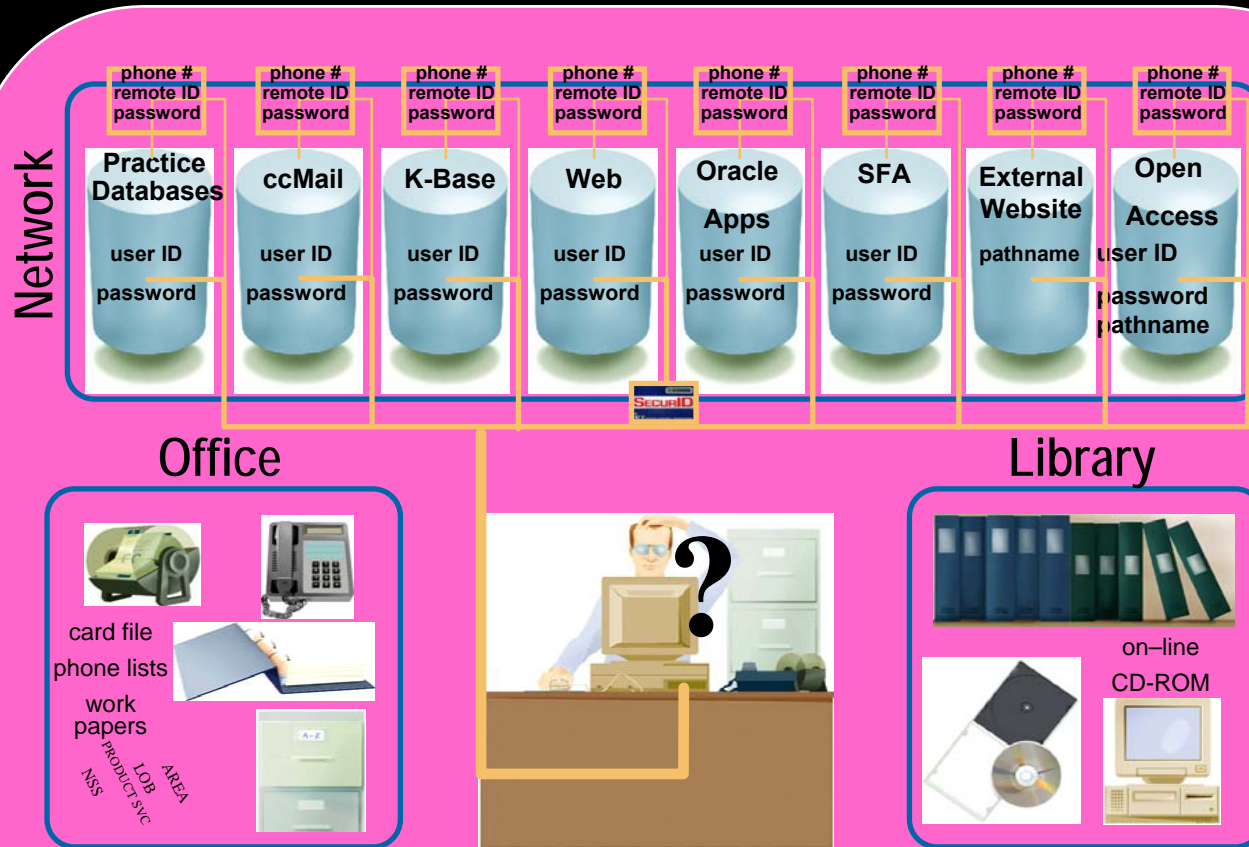 Network
phone #
remote ID
password
phone #
remote ID
password
phone #
remote ID
password
phone #
remote ID
password
phone #
remote ID
password
phone #
remote ID
password
phone #
remote ID
password
phone #
remote ID
password
Practice
Databases
user ID
password
ccMail
user ID
password
K-Base
user ID
password
Web
user ID
password
Oracle
Apps
user ID
password
SFA
user ID
password
External
Website
pathname
Open
Access
user ID
password
pathname
SECURID
Office
card file
phone lists
work
papers
NSS
PRODUCT SVC
LOB
AREA
A-Z
?
Library
on–line
CD-ROM